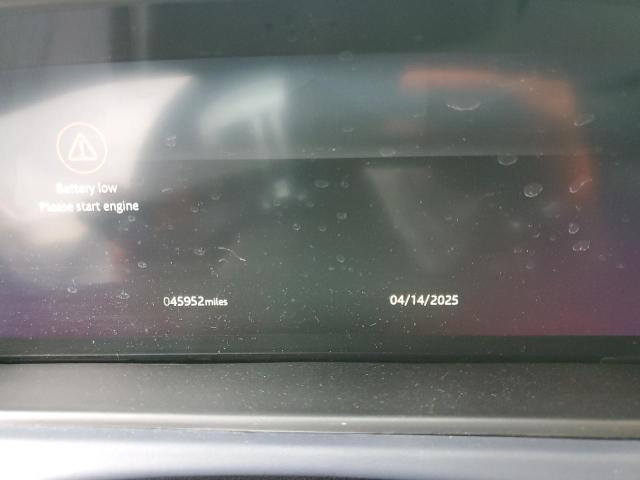 Battery low
Please start engine
045952miles
04/14/2025